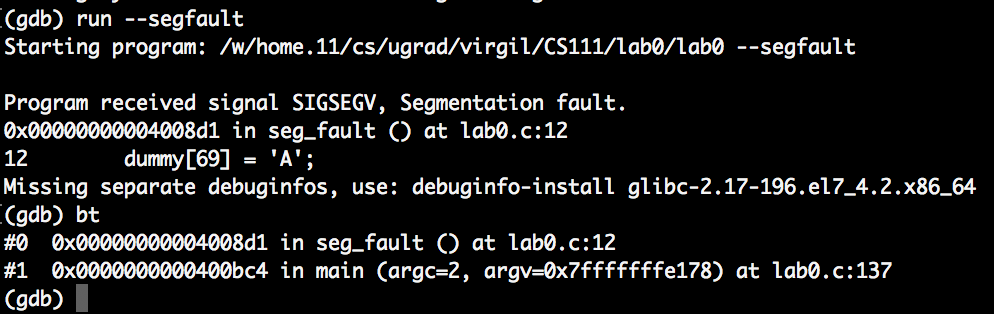 (gdb) run --segfault
Starting program: /w/home.11/cs/ugrad/virgil/CS111/lab0/lab0 --segfault
Program received signal SIGSEGV, Segmentation fault.
0x00000000004008d1 in seg_fault () at lab0.c:12
12 dummy[69] = 'A';
Missing separate debuginfos, use: debuginfo-install glibc-2.17-196.el7_4.2.x86_64
(gdb) bt
#0 0x00000000004008d1 in seg_fault () at lab0.c:12
#1 0x0000000000400bc4 in main (argc=2, argv=0x7fffffffe178) at lab0.c:137
(gdb)